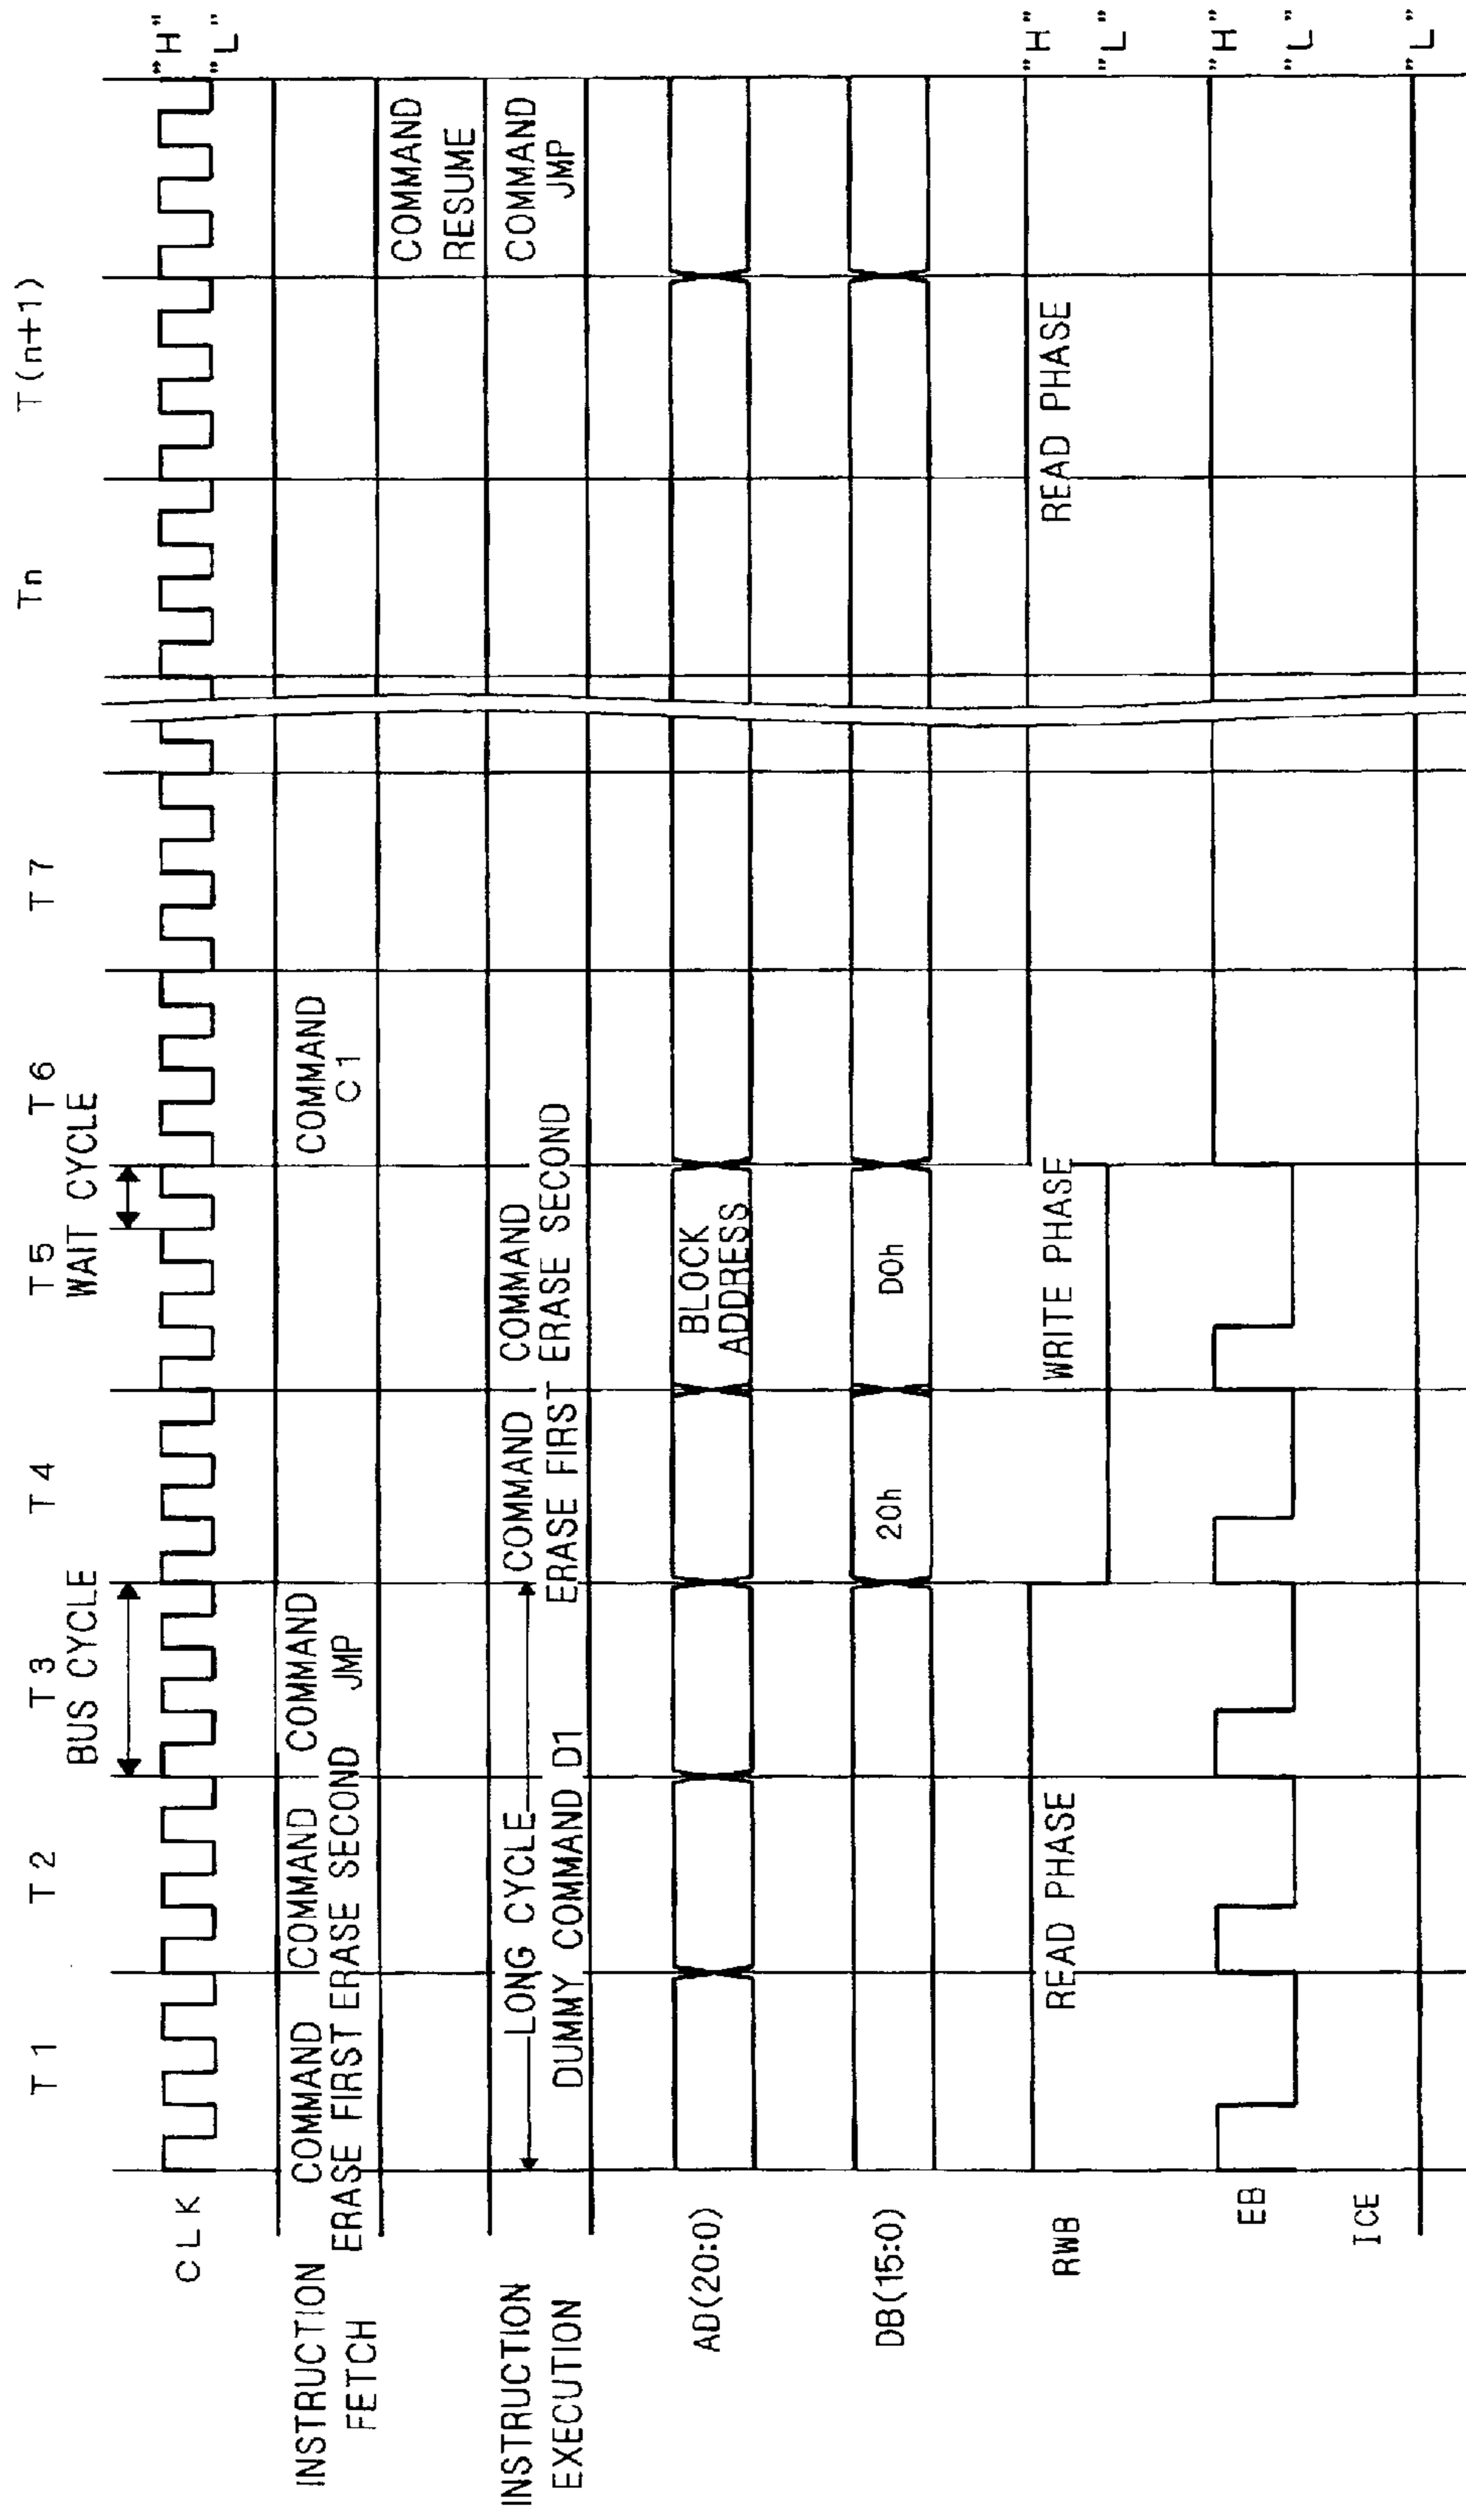 T1 T2 T3 T4 T5 T6 T7 Tn T(n+1)
BUS CYCLE WAIT CYCLE
CLK "H"
"L"
INSTRUCTION FETCH
COMMAND ERASE FIRST
COMMAND ERASE SECOND
COMMAND JMP
COMMAND C1
COMMAND RESUME
INSTRUCTION EXECUTION
LONG CYCLE
DUMMY COMMAND D1
COMMAND ERASE FIRST
COMMAND ERASE SECOND
COMMAND JMP
AD(20:0)
BLOCK ADDRESS
DB(15:0)
20h D0h
RWB "H"
READ PHASE WRITE PHASE READ PHASE
"L"
EB "H"
"L"
ICE "L"